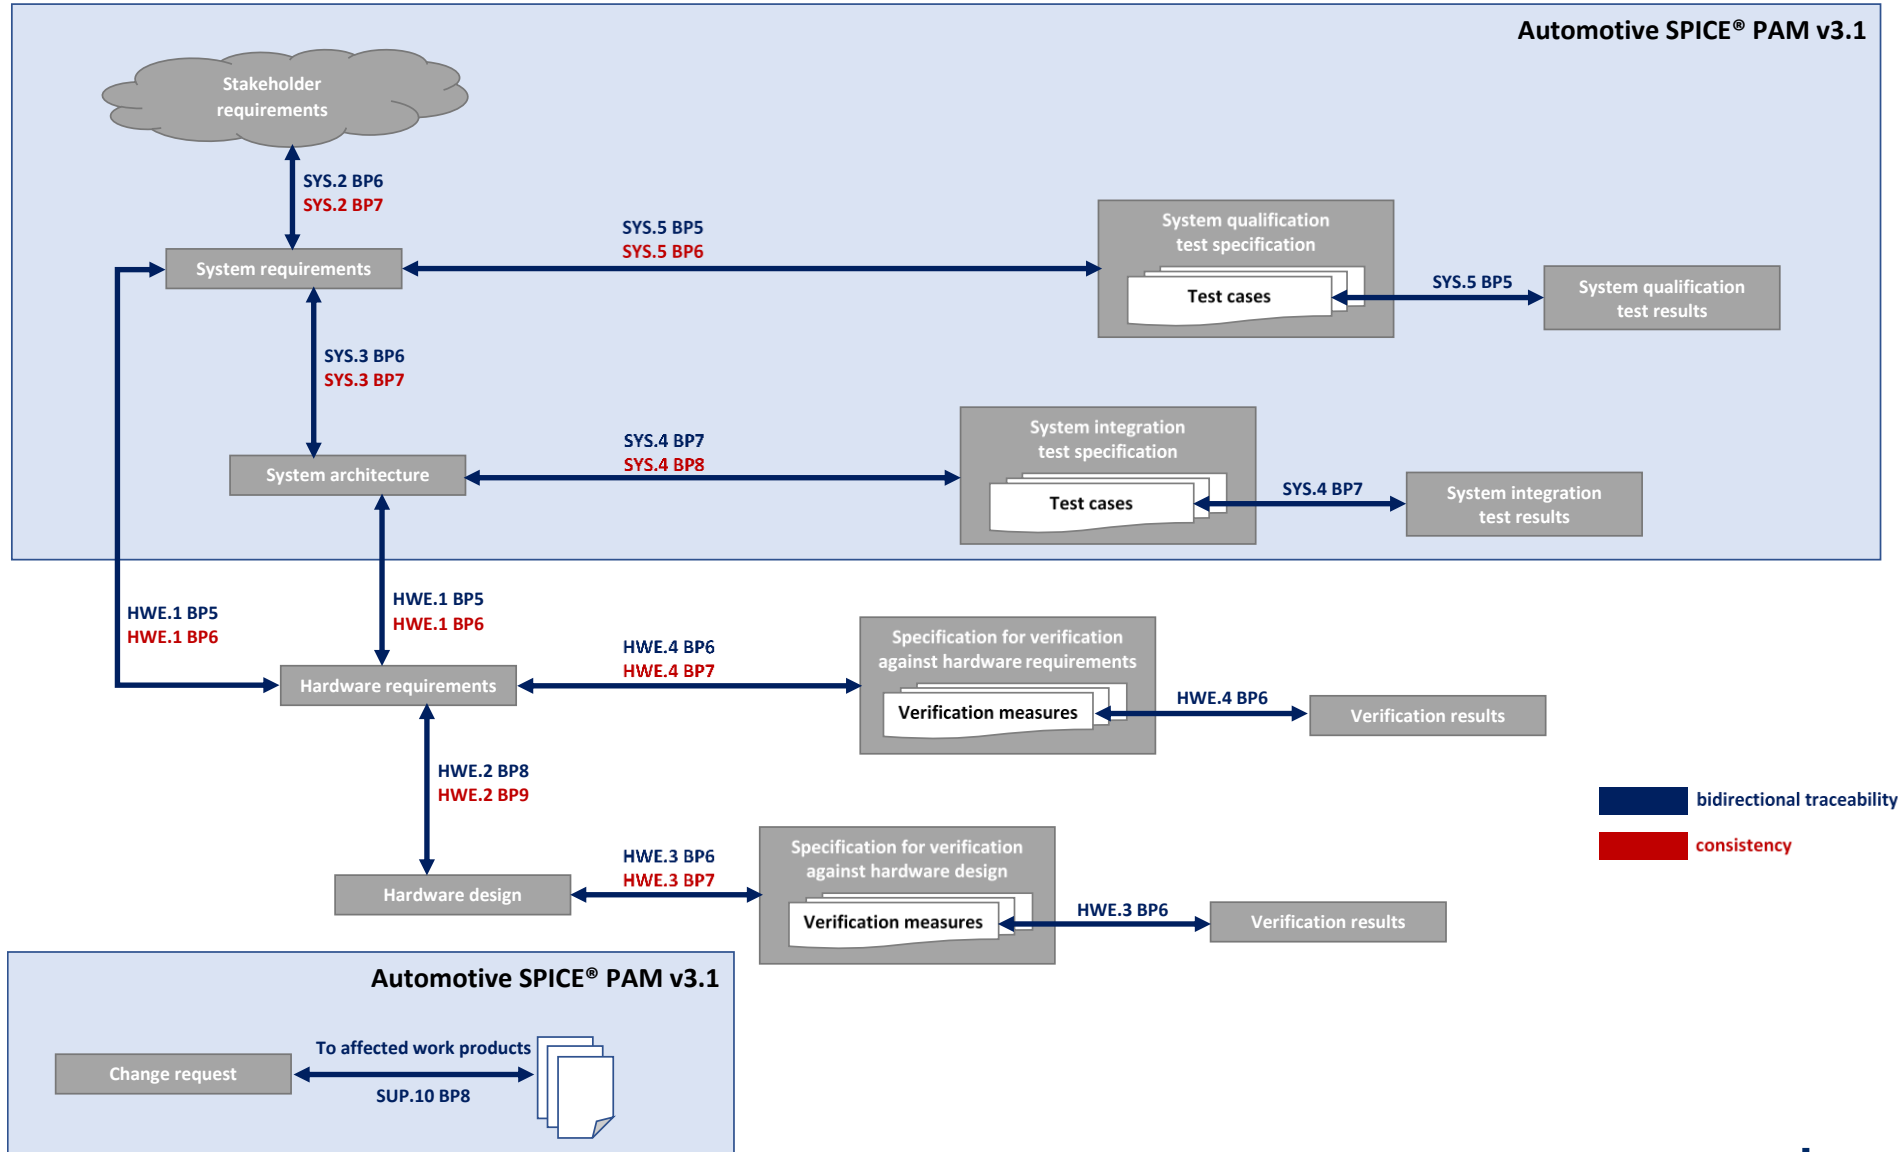 Automotive SPICE® PAM v3.1
Stakeholder
requirements
SYS.2 BP6
SYS.2 BP7
System requirements
SYS.5 BP5
SYS.5 BP6
System qualification
test specification
Test cases
SYS.5 BP5
System qualification
test results
SYS.3 BP6
SYS.3 BP7
System architecture
SYS.4 BP7
SYS.4 BP8
System integration
test specification
Test cases
SYS.4 BP7
System integration
test results
HWE.1 BP5
HWE.1 BP6
HWE.1 BP5
HWE.1 BP6
Hardware requirements
HWE.4 BP6
HWE.4 BP7
Specification for verification
against hardware requirements
Verification measures
HWE.4 BP6
Verification results
HWE.2 BP8
HWE.2 BP9
bidirectional traceability
consistency
Hardware design
HWE.3 BP6
HWE.3 BP7
Specification for verification
against hardware design
Verification measures
HWE.3 BP6
Verification results
Automotive SPICE® PAM v3.1
Change request
To affected work products
SUP.10 BP8